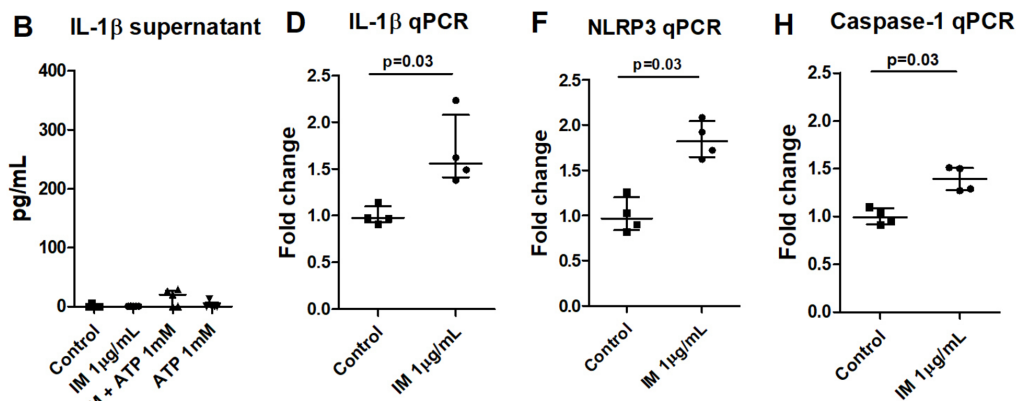 B IL-1β supernatant
400
300
200
100
0
pg/mL
Control
IM 1μg/mL
+ ATP 1mM
ATP 1mM
D IL-1β qPCR
p=0.03
2.5
2.0
1.5
1.0
0.5
0.0
Fold change
Control
IM 1μg/mL
F NLRP3 qPCR
p=0.03
2.5
2.0
1.5
1.0
0.5
0.0
Fold change
Control
IM 1μg/mL
H Caspase-1 qPCR
p=0.03
2.5
2.0
1.5
1.0
0.5
0.0
Fold change
Control
IM 1μg/mL